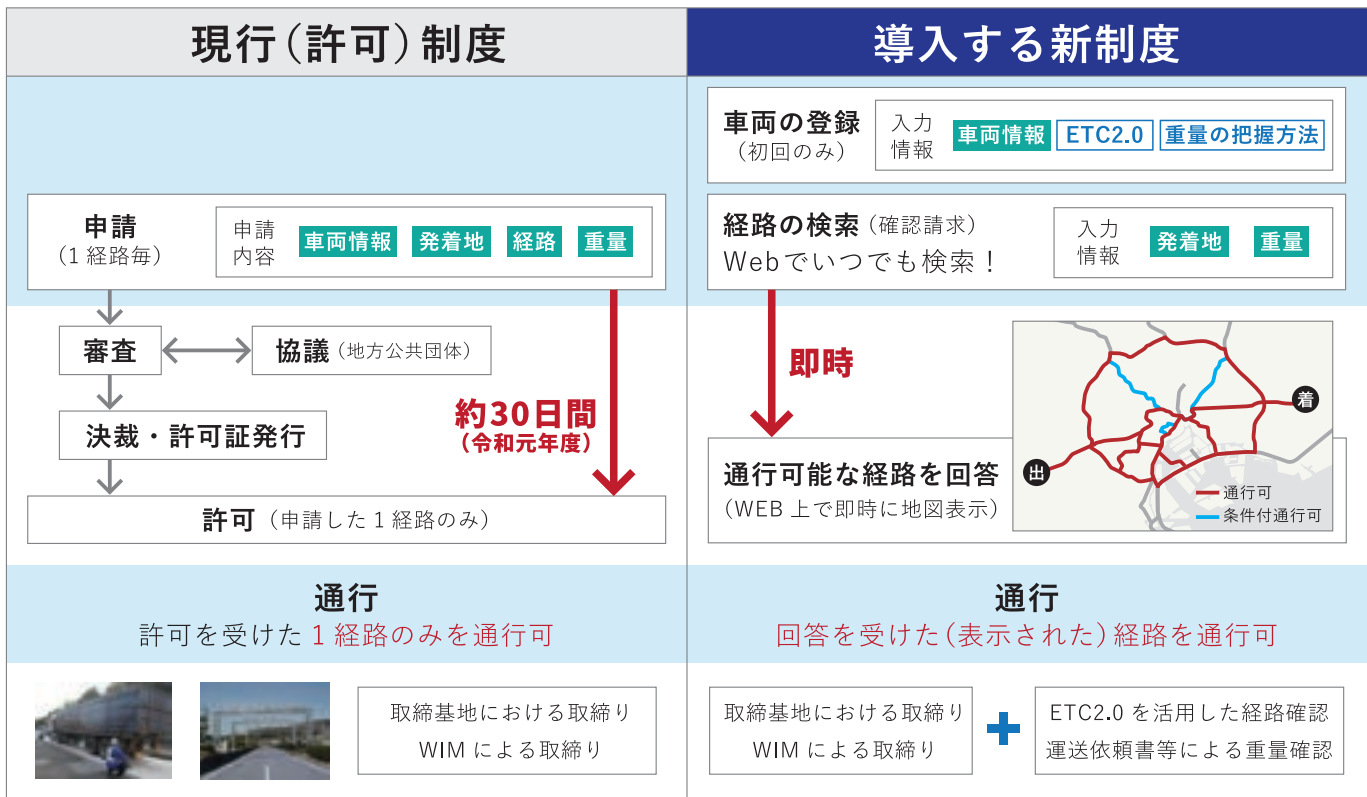 現行(許可)制度
申請
(1経路毎)
申請
内容
車両情報 発着地 経路 重量
審査
協議(地方公共団体)
決裁・許可証発行
約30日間
(令和元年度)
許可(申請した1経路のみ)
通行
許可を受けた1経路のみを通行可
取締基地における取締り
WIMによる取締り
導入する新制度
車両の登録
(初回のみ)
入力
情報
車両情報 ETC2.0 重量の把握方法
経路の検索(確認請求)
Webでいつでも検索!
入力
情報
発着地 重量
即時
通行可能な経路を回答
(WEB上で即時に地図表示)
着
出
通行可
条件付通行可
通行
回答を受けた(表示された)経路を通行可
取締基地における取締り
WIMによる取締り
ETC2.0を活用した経路確認
運送依頼書等による重量確認